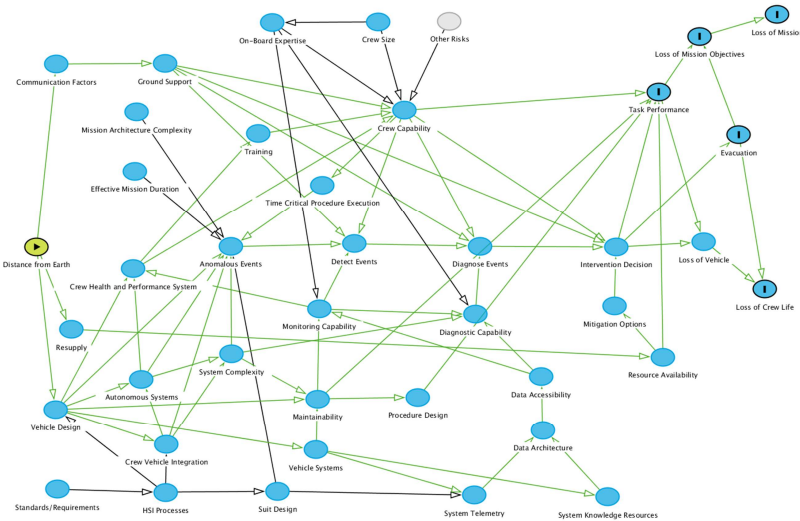 Loss of Mission
On-Board Expertise
Crew Size
Other Risks
Loss of Mission Objectives
Communication Factors
Ground Support
Task Performance
Mission Architecture Complexity
Crew Capability
Training
Evacuation
Effective Mission Duration
Time Critical Procedure Execution
Distance from Earth
Anomalous Events
Detect Events
Diagnose Events
Intervention Decision
Loss of Vehicle
Crew Health and Performance System
Loss of Crew Life
Monitoring Capability
Diagnostic Capability
Mitigation Options
Resupply
System Complexity
Resource Availability
Autonomous Systems
Data Accessibility
Vehicle Design
Maintainability
Procedure Design
Data Architecture
Crew Vehicle Integration
Vehicle Systems
Standards/Requirements
HSI Processes
Suit Design
System Telemetry
System Knowledge Resources